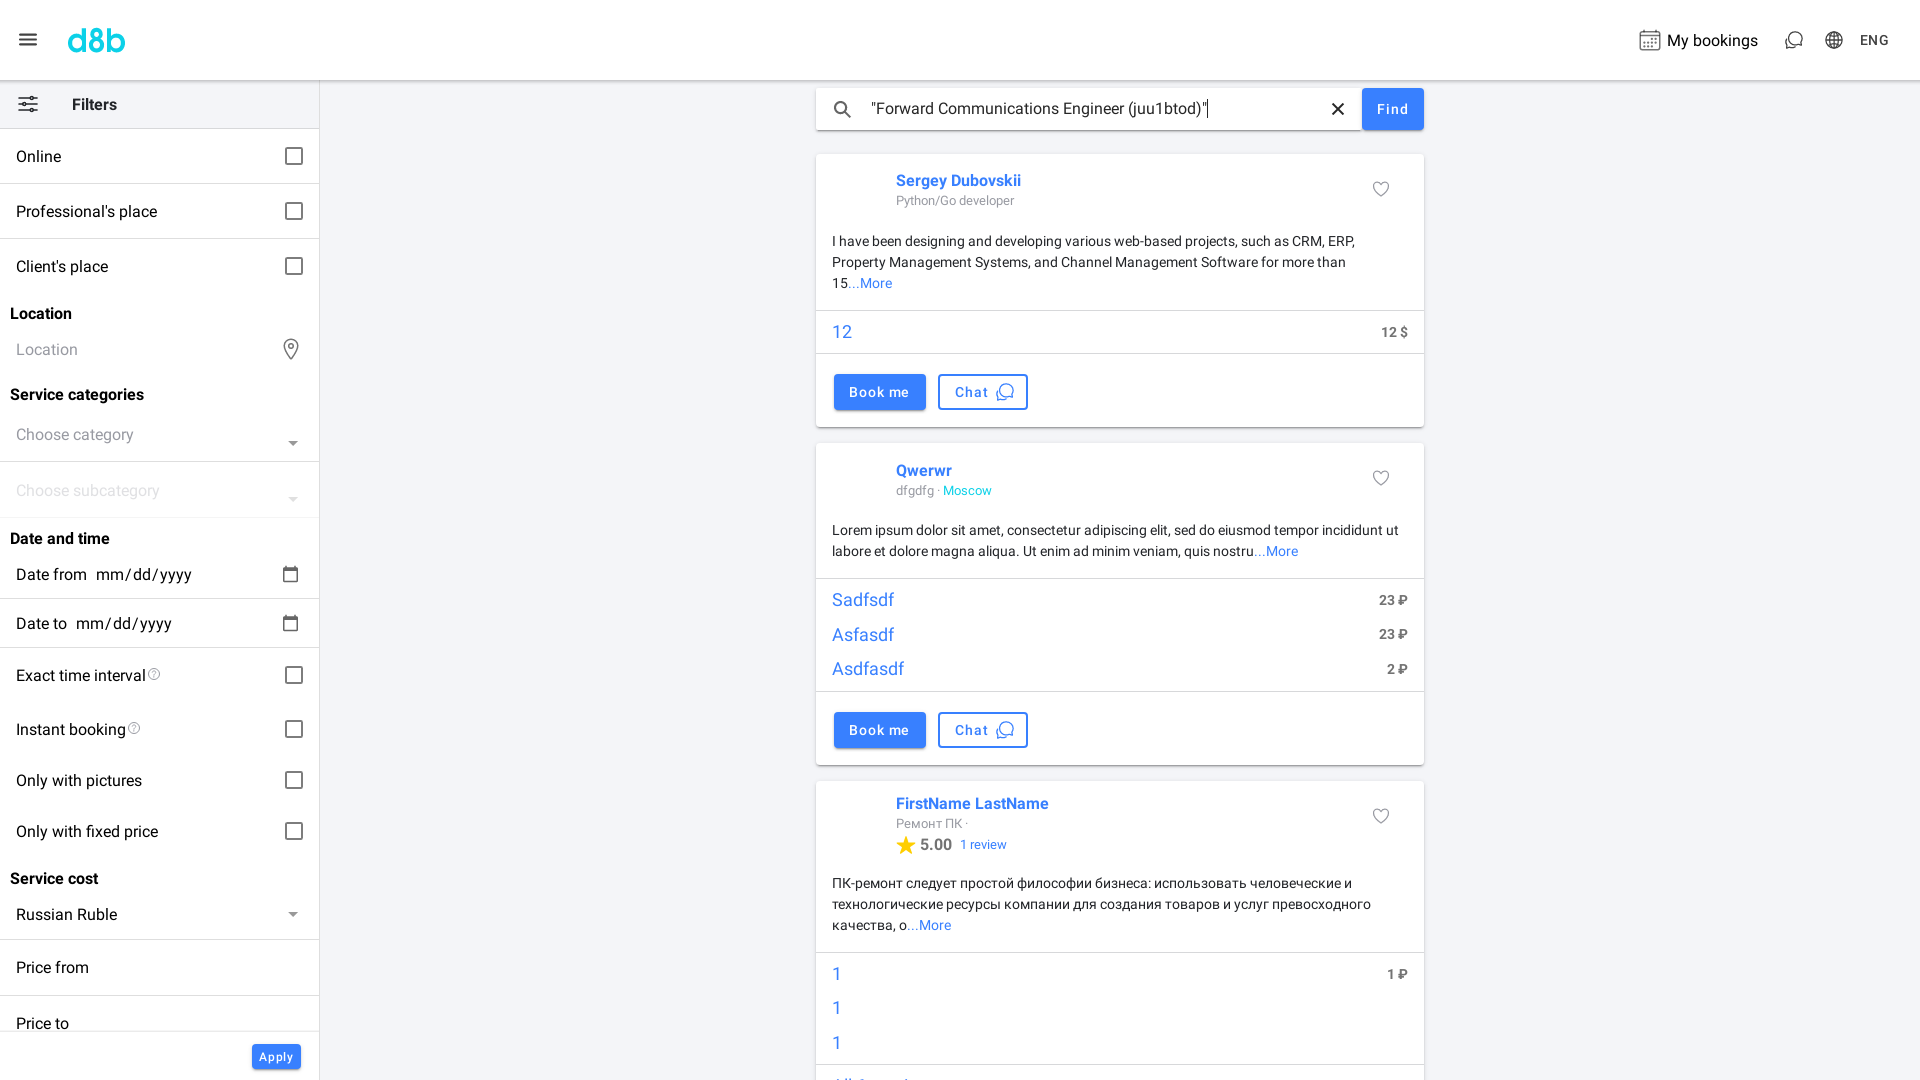 d8b
My bookings
ENG
Filters
Online
Professional's place
Client's place
Location
Location
Service categories
Choose category
Choose subcategory
Date and time
Date from mm/dd/yyyy
Date to mm/dd/yyyy
Exact time interval
Instant booking
Only with pictures
Only with fixed price
Service cost
Russian Ruble
Price from
Price to
Apply
"Forward Communications Engineer (juu1btod)"
Find
Sergey Dubovskii
Python/Go developer
I have been designing and developing various web-based projects, such as CRM, ERP,
Property Management Systems, and Channel Management Software for more than
15...More
12 12 $
Book me
Chat
Qwerwr
dfgdfg · Moscow
Lorem ipsum dolor sit amet, consectetur adipiscing elit, sed do eiusmod tempor incididunt ut
labore et dolore magna aliqua. Ut enim ad minim veniam, quis nostru...More
Sadfsdf 23 ₽
Asfasdf 23 ₽
Asdfasdf 2 ₽
Book me
Chat
FirstName LastName
Ремонт ПК ·
5.00 1 review
ПК-ремонт следует простой философии бизнеса: использовать человеческие и
технологические ресурсы компании для создания товаров и услуг превосходного
качества, о...More
1 1 ₽
1
1